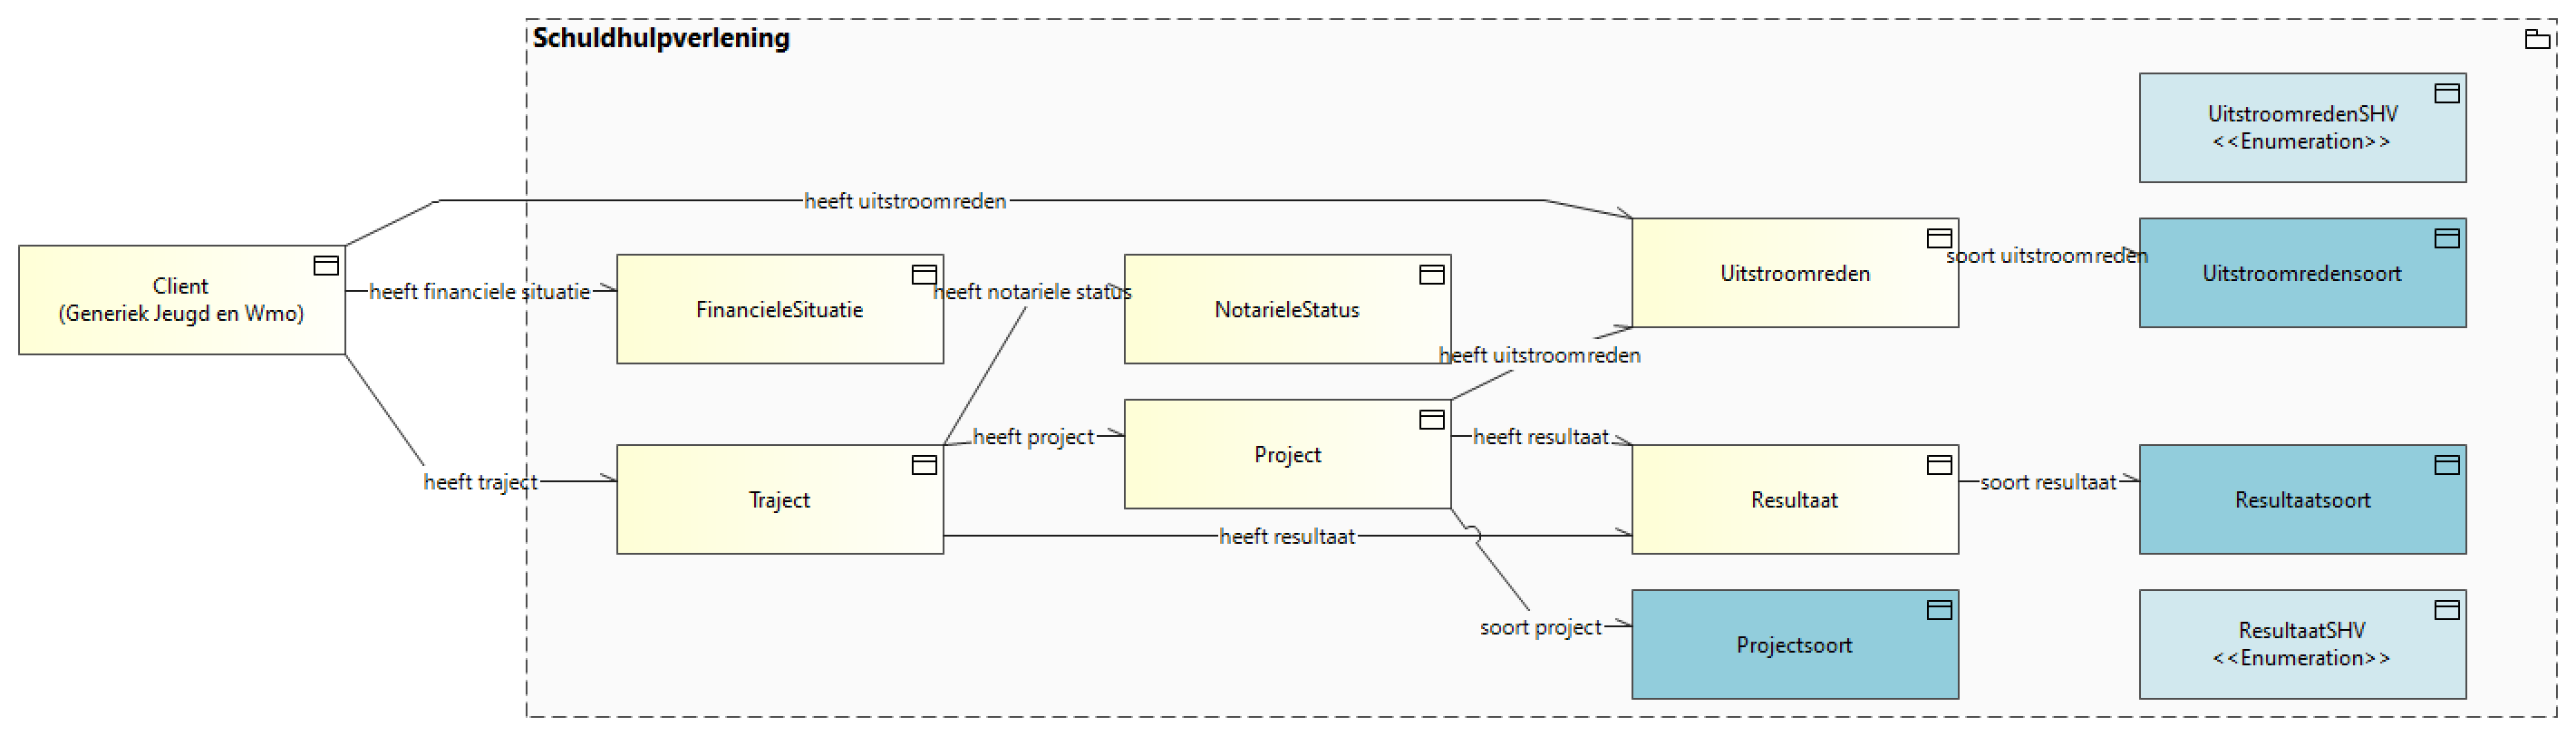 Schuldhulpverlening
UitstroomredenSHV
<<Enumeration>>
heeft uitstroomreden
Client
(Generiek Jeugd en Wmo)
heeft financiele situatie
FinancieleSituatie
heeft notariele status
NotarieleStatus
Uitstroomreden
soort uitstroomreden
Uitstroomredensoort
heeft uitstroomreden
heeft traject
Traject
heeft project
Project
heeft resultaat
Resultaat
soort resultaat
Resultaatsoort
heeft resultaat
soort project
Projectsoort
ResultaatSHV
<<Enumeration>>